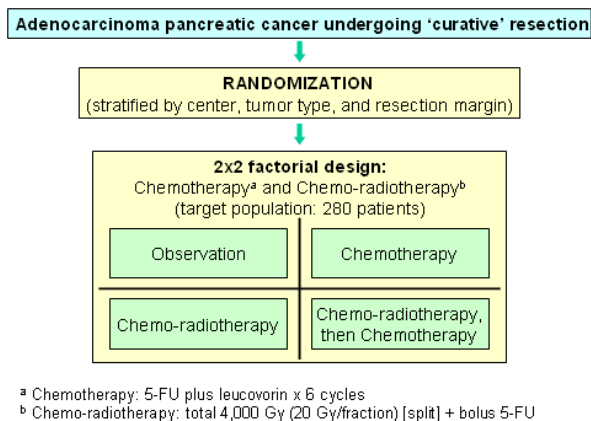 Adenocarcinoma pancreatic cancer undergoing ‘curative’ resection
RANDOMIZATION
(stratified by center, tumor type, and resection margin)
2x2 factorial design:
Chemotherapyᵃ and Chemo-radiotherapyᵇ
(target population: 280 patients)
Observation
Chemotherapy
Chemo-radiotherapy
Chemo-radiotherapy,
then Chemotherapy
ᵃ Chemotherapy: 5-FU plus leucovorin x 6 cycles
ᵇ Chemo-radiotherapy: total 4,000 Gy (20 Gy/fraction) [split] + bolus 5-FU